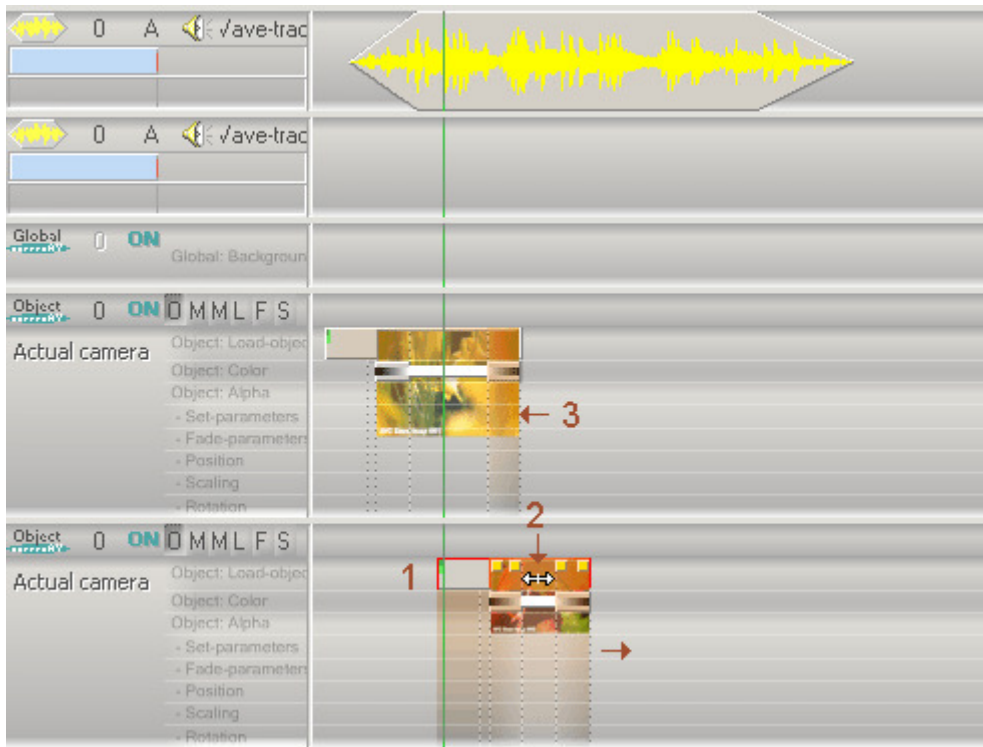 0 A √ave-trac
0 A √ave-trac
Global 0 ON
Global: Backgroun
Object 0 ON O M M L F S
Actual camera
Object: Load-objec
Object: Color
Object: Alpha
- Set-parameters
- Fade-parameters
- Position
- Scaling
- Rotation
3
Object 0 ON O M M L F S
2
1
Actual camera
Object: Load-objec
Object: Color
Object: Alpha
- Set-parameters
- Fade-parameters
- Position
- Scaling
- Rotation